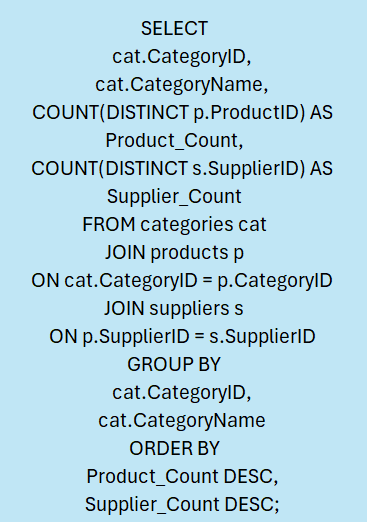 SELECT
cat.CategoryID,
cat.CategoryName,
COUNT(DISTINCT p.ProductID) AS
Product_Count,
COUNT(DISTINCT s.SupplierID) AS
Supplier_Count
FROM categories cat
JOIN products p
ON cat.CategoryID = p.CategoryID
JOIN suppliers s
ON p.SupplierID = s.SupplierID
GROUP BY
cat.CategoryID,
cat.CategoryName
ORDER BY
Product_Count DESC,
Supplier_Count DESC;